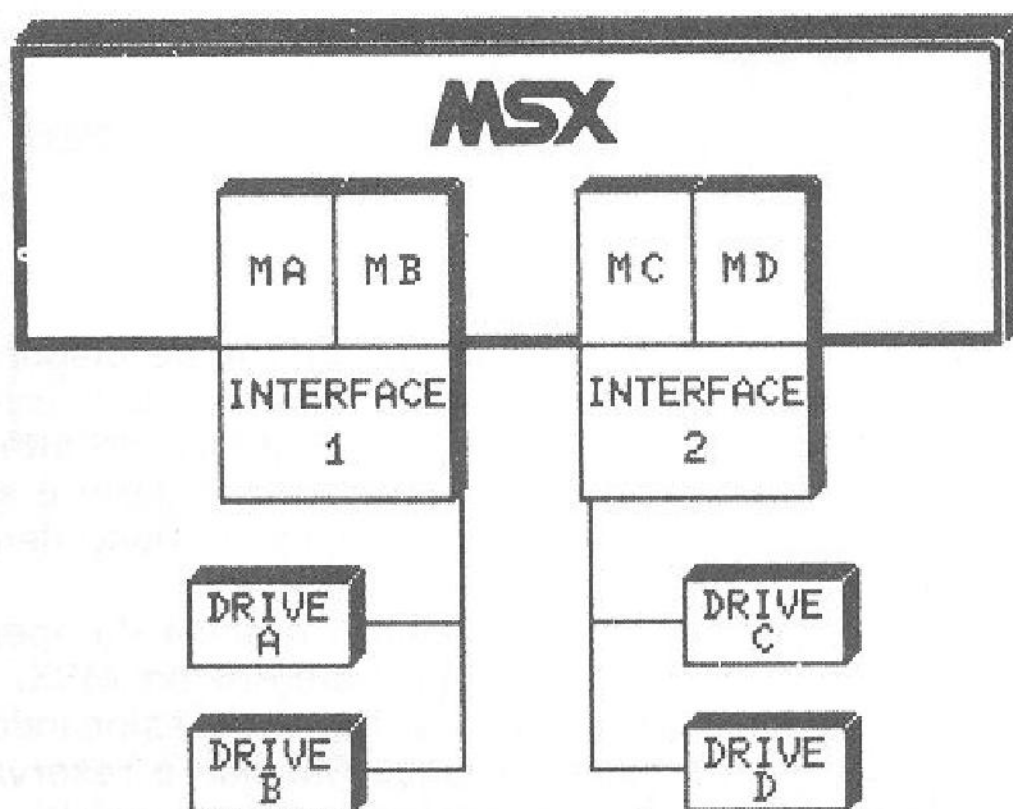 MSX
MA MB MC MD
INTERFACE INTERFACE
1 2
DRIVE DRIVE
A C
DRIVE DRIVE
B D